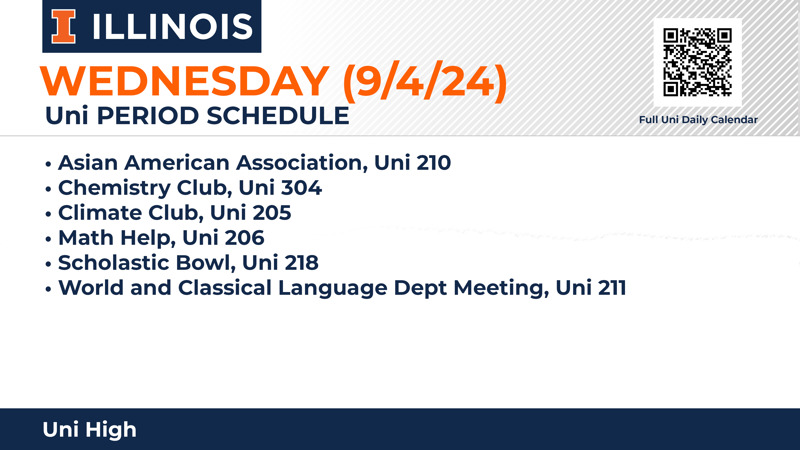 I ILLINOIS
WEDNESDAY (9/4/24)
Uni PERIOD SCHEDULE
Full Uni Daily Calendar
• Asian American Association, Uni 210
• Chemistry Club, Uni 304
• Climate Club, Uni 205
• Math Help, Uni 206
• Scholastic Bowl, Uni 218
• World and Classical Language Dept Meeting, Uni 211
Uni High